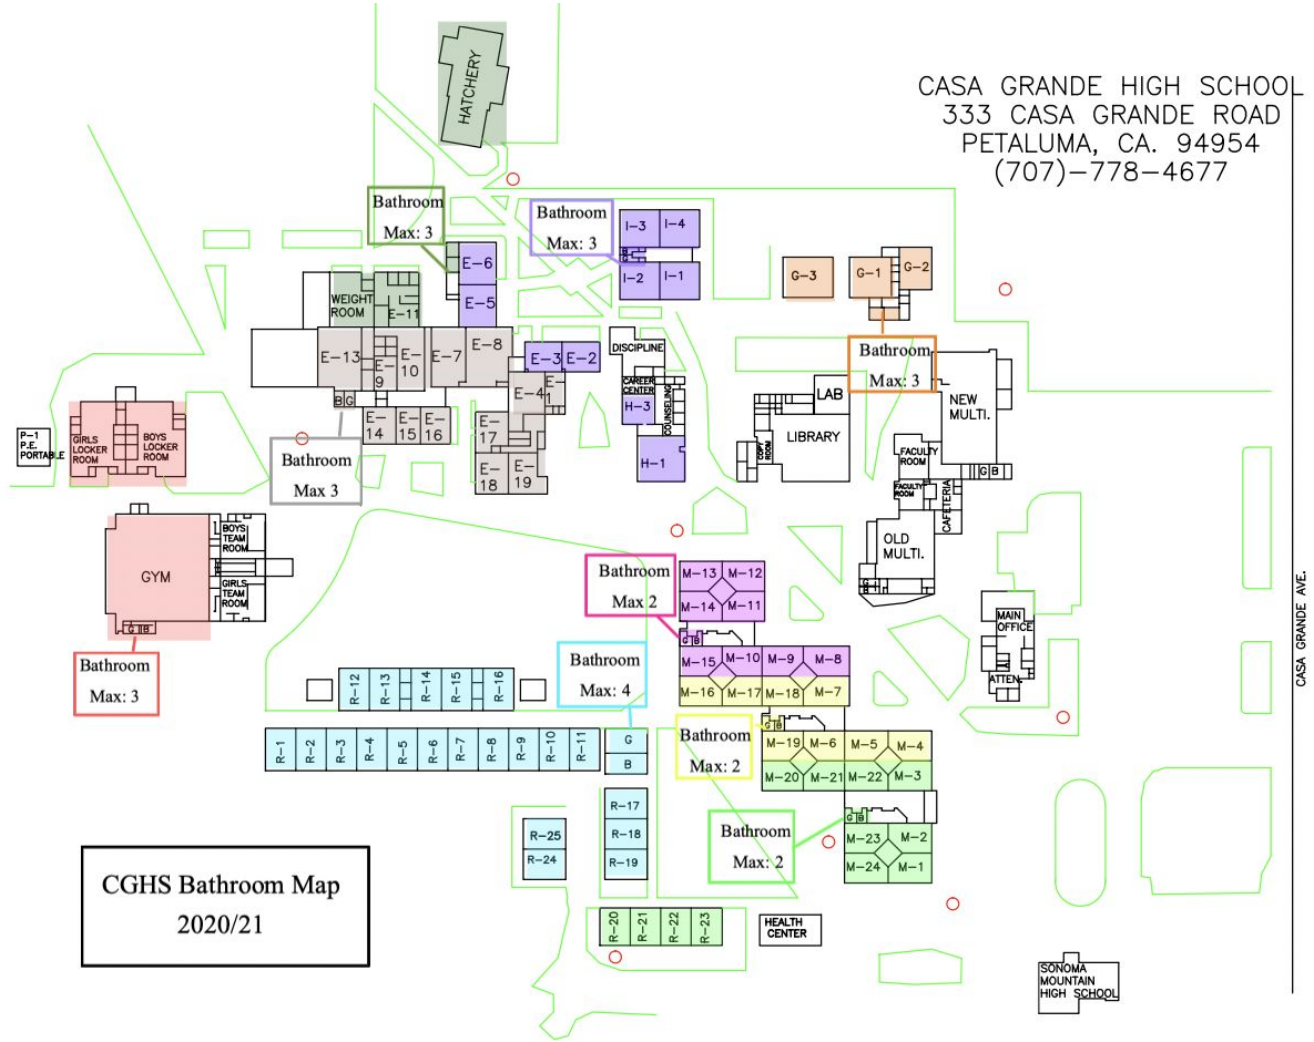 HATCHERY
CASA GRANDE HIGH SCHOOL
333 CASA GRANDE ROAD
PETALUMA, CA. 94954
(707)-778-4677
Bathroom
Max: 3
Bathroom
Max: 3
I-3
I-4
I-2
I-1
E-6
E-5
G-3
G-1
G-2
WEIGHT
ROOM
E-11
E-13
E-
9
E-
10
E-7
E-8
E-3
E-2
E-4
E-
1
B
G
E-
14
E-
15
E-
16
E-
17
E-
18
E-
19
DISCIPLINE
CAREER
CENTER
COUNSELING
H-3
H-1
Bathroom
Max: 3
LAB
LIBRARY
COPY
ROOM
NEW
MULTI.
FACULTY
ROOM
G
B
FACULTY
ROOM
CAFETERIA
OLD
MULTI.
G
B
P-1
P.E.
PORTABLE
GIRLS
LOCKER
ROOM
BOYS
LOCKER
ROOM
Bathroom
Max 3
GYM
BOYS
TEAM
ROOM
GIRLS
TEAM
ROOM
G
B
Bathroom
Max: 3
Bathroom
Max 2
M-13
M-12
M-14
M-11
G
B
M-15
M-10
M-9
M-8
M-16
M-17
M-18
M-7
MAIN
OFFICE
ATTEN.
CASA GRANDE AVE.
Bathroom
Max: 4
R-12
R-13
R-14
R-15
R-16
R-1
R-2
R-3
R-4
R-5
R-6
R-7
R-8
R-9
R-10
R-11
G
B
Bathroom
Max: 2
G
B
M-19
M-6
M-5
M-4
M-20
M-21
M-22
M-3
R-17
R-18
R-19
R-25
R-24
Bathroom
Max: 2
G
B
M-23
M-2
M-24
M-1
CGHS Bathroom Map
2020/21
R-20
R-21
R-22
R-23
HEALTH
CENTER
SONOMA
MOUNTAIN
HIGH SCHOOL